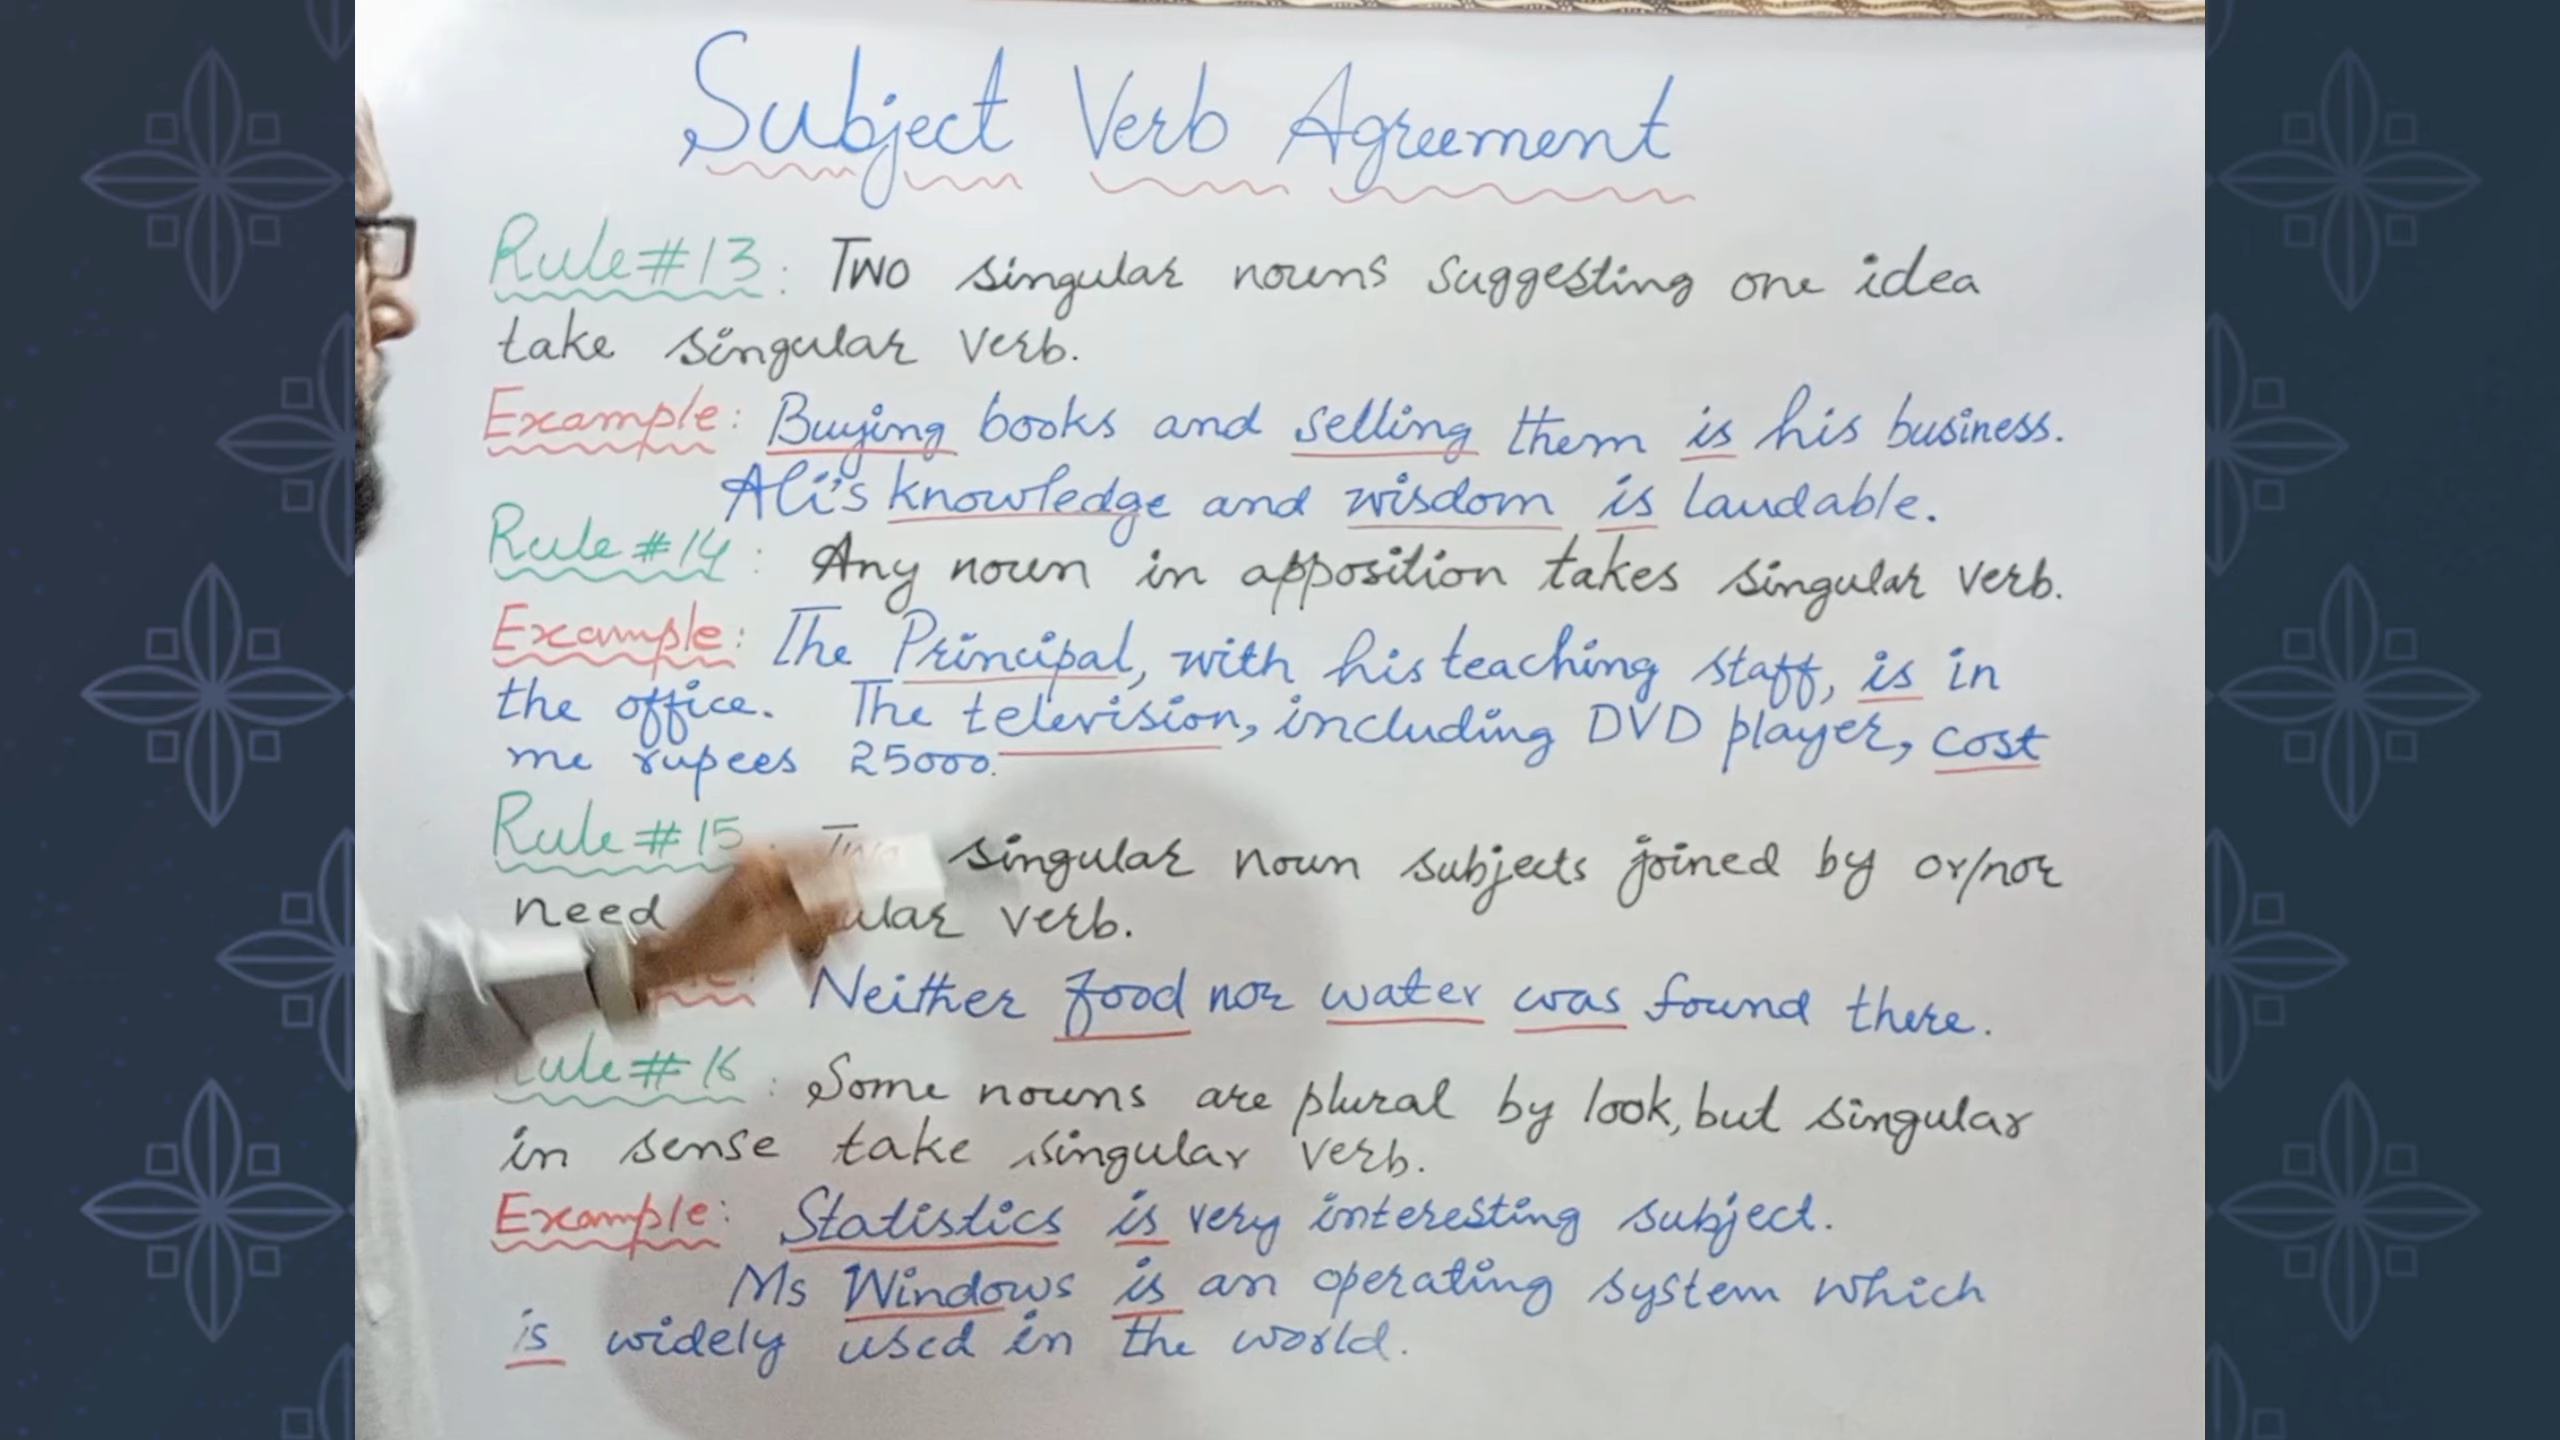 Subject Verb Agreement
Rule#13: Two singular nouns suggesting one idea
take singular verb.
Example: Buying books and selling them is his business.
Ali's knowledge and wisdom is laudable.
Rule#14: Any noun in apposition takes singular verb.
Example: The Principal, with his teaching staff, is in
the office. The television, including DVD player, cost
me rupees 25000.
Rule#15: Two singular noun subjects joined by or/nor
need verb.
Neither food nor water was found there.
Rule#16: Some nouns are plural by look, but singular
in sense take singular verb.
Example: Statistics is very interesting subject.
Ms Windows is an operating system which
is widely used in the world.